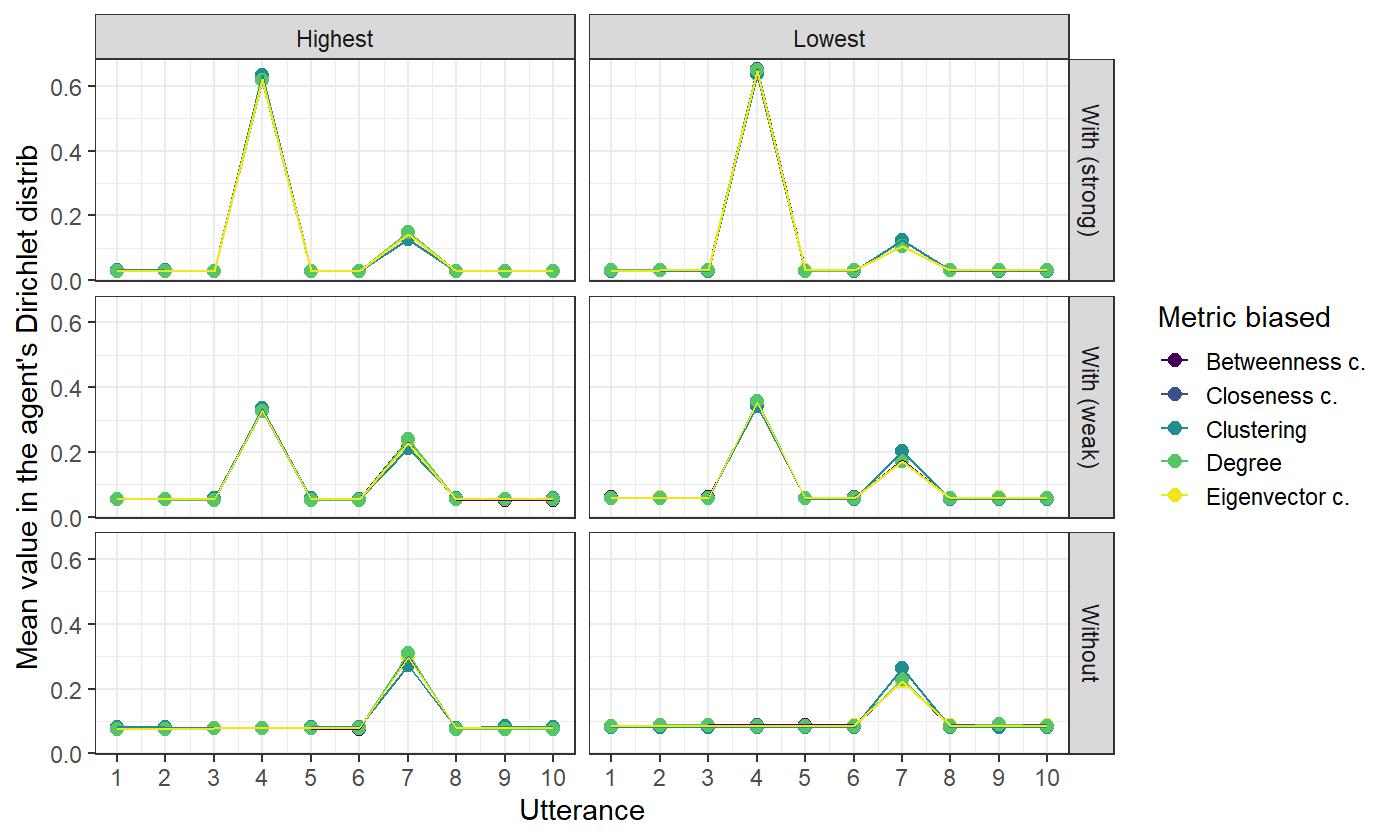 Highest
Lowest
Mean value in the agent's Dirichlet distrib
0.6
0.4
0.2
0.0
With (strong)
0.6
0.4
0.2
0.0
With (weak)
0.6
0.4
0.2
0.0
Without
1 2 3 4 5 6 7 8 9 10
1 2 3 4 5 6 7 8 9 10
Utterance
Metric biased
Betweenness c.
Closeness c.
Clustering
Degree
Eigenvector c.